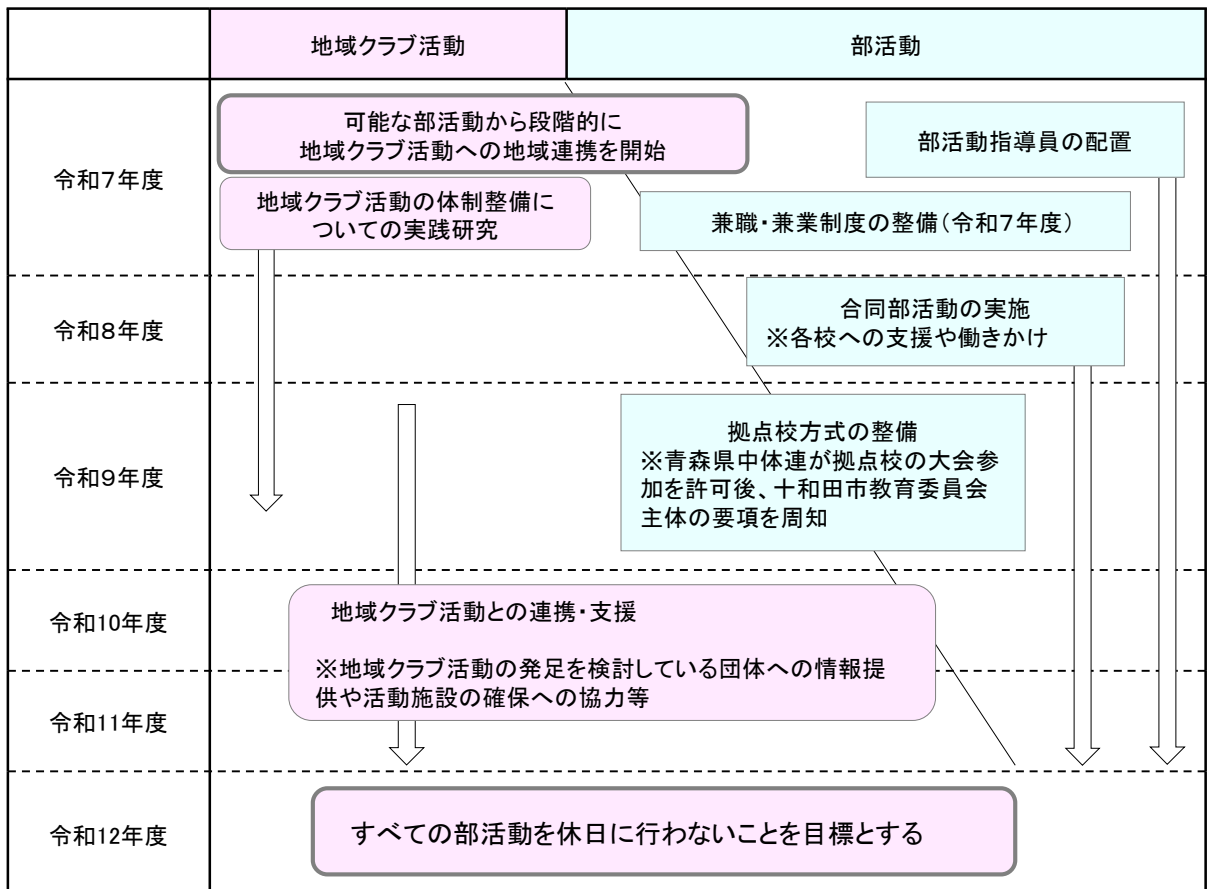 地域クラブ活動
部活動
令和7年度
可能な部活動から段階的に
地域クラブ活動への地域連携を開始
部活動指導員の配置
地域クラブ活動の体制整備に
ついての実践研究
兼職・兼業制度の整備（令和7年度）
令和8年度
合同部活動の実施
※各校への支援や働きかけ
令和9年度
拠点校方式の整備
※青森県中体連が拠点校の大会参
加を許可後、十和田市教育委員会
主体の要項を周知
令和10年度
地域クラブ活動との連携・支援
※地域クラブ活動の発足を検討している団体への情報提
供や活動施設の確保への協力等
令和11年度
令和12年度
すべての部活動を休日に行わないことを目標とする